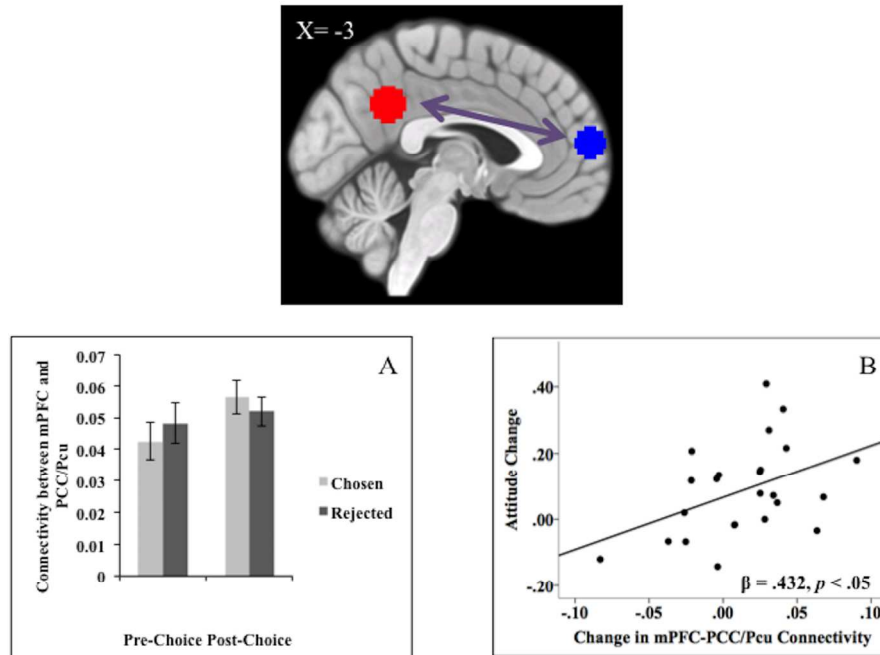 X= -3
A
Connectivity between mPFC and
PCC/Pcu
0.07
0.06
0.05
0.04
0.03
0.02
0.01
0
Chosen
Rejected
Pre-Choice Post-Choice
B
Attitude Change
.40
.20
.00
-.20
β = .432, p < .05
-.10 -.05 .00 .05 .10
Change in mPFC-PCC/Pcu Connectivity